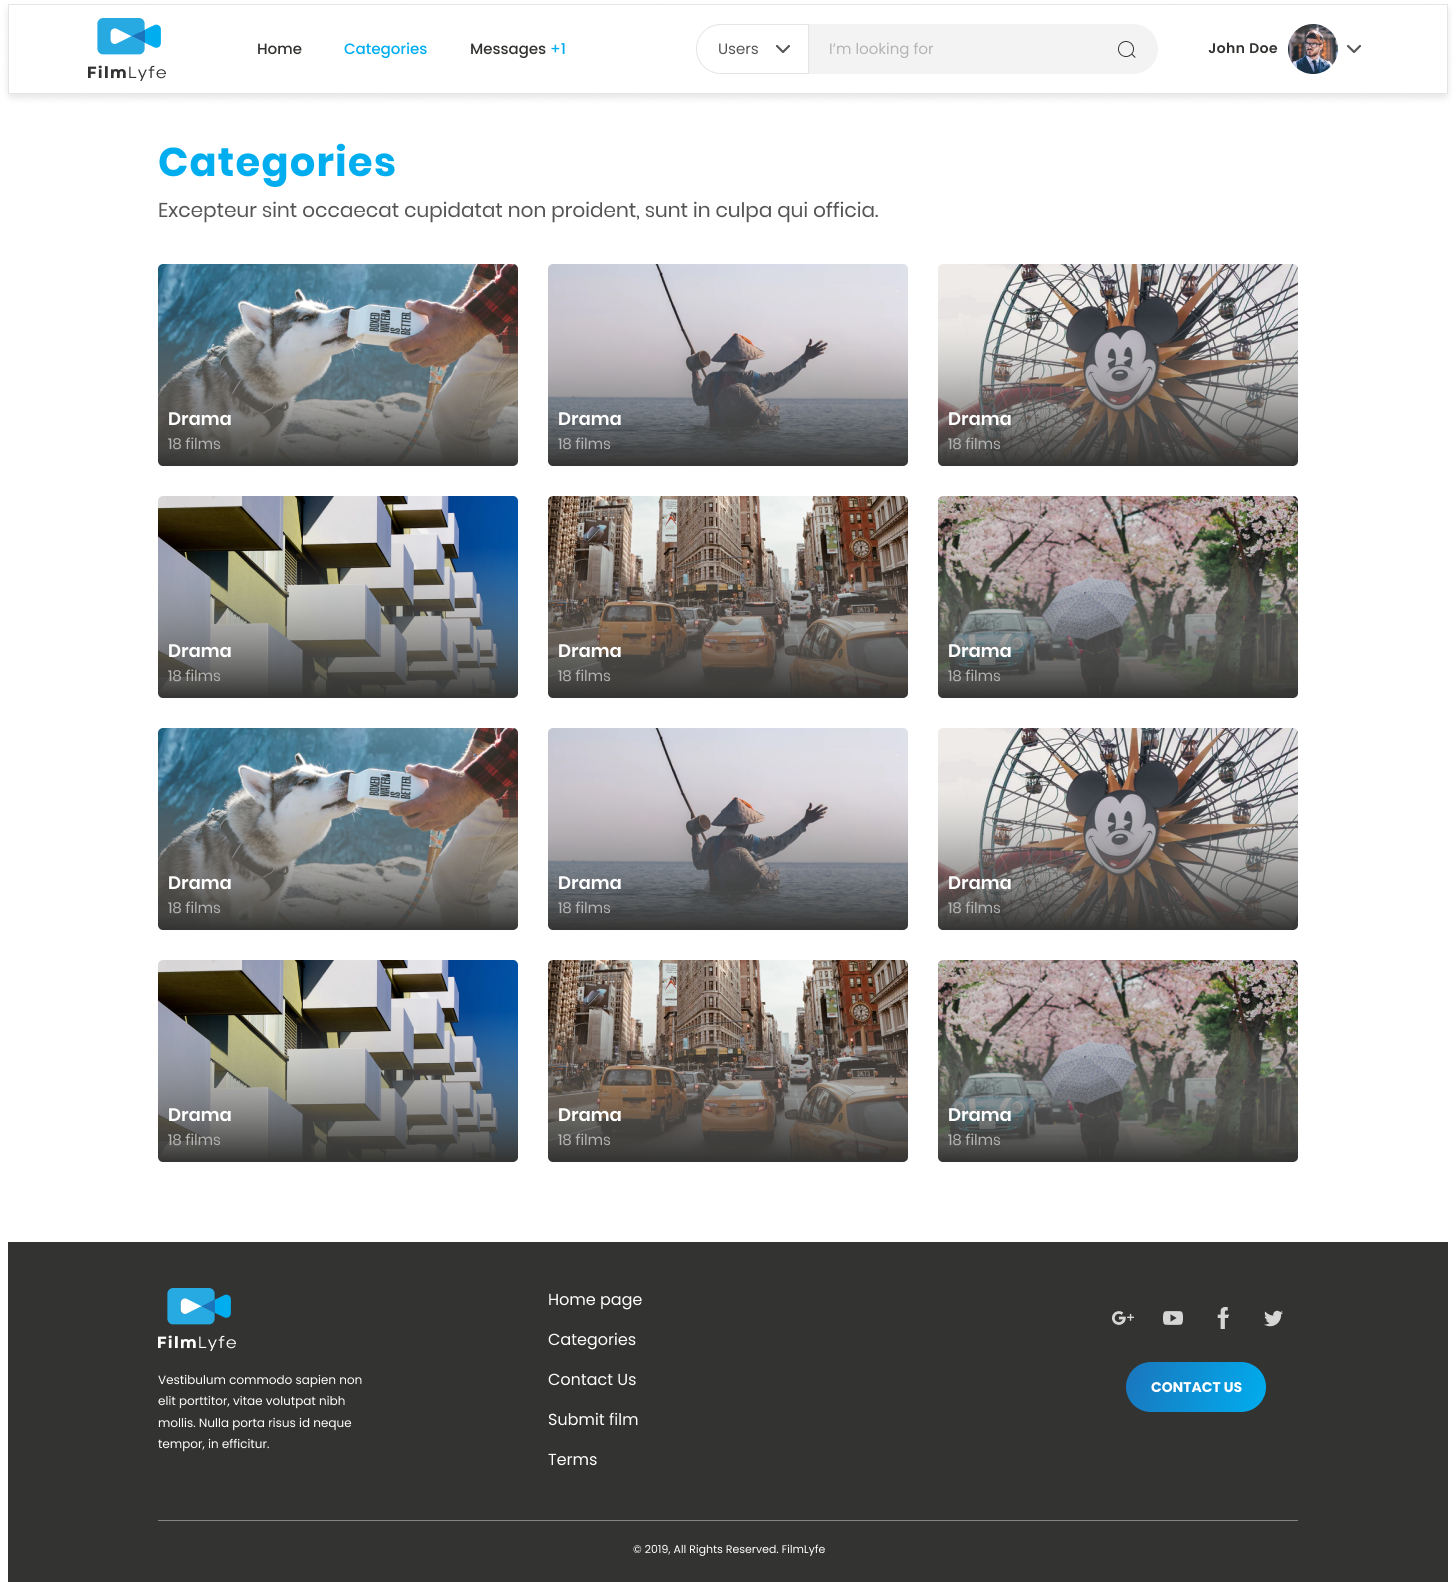 FilmLyfe
Home
Categories
Messages +1
Users
I'm looking for
John Doe
Categories
Excepteur sint occaecat cupidatat non proident, sunt in culpa qui officia.
BOXED
WATER
IS
BETTER
Drama
18 films
Drama
18 films
Drama
18 films
Drama
18 films
Drama
18 films
Drama
18 films
BOXED
WATER
IS
BETTER
Drama
18 films
Drama
18 films
Drama
18 films
Drama
18 films
Drama
18 films
Drama
18 films
FilmLyfe
Vestibulum commodo sapien non
elit porttitor, vitae volutpat nibh
mollis. Nulla porta risus id neque
tempor, in efficitur.
Home page
Categories
Contact Us
Submit film
Terms
G+
CONTACT US
© 2019, All Rights Reserved. FilmLyfe